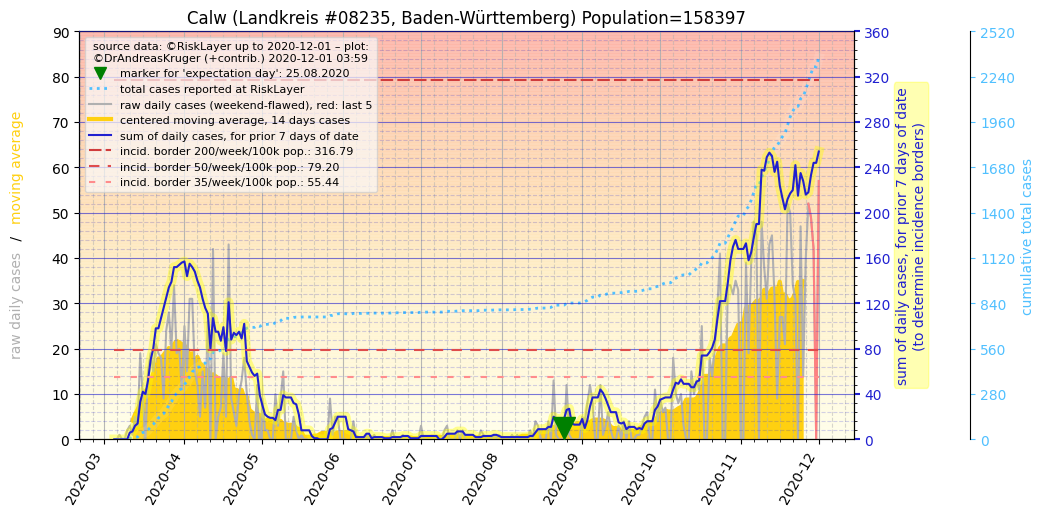 Calw (Landkreis #08235, Baden-Württemberg) Population=158397
source data: ©RiskLayer up to 2020-12-01 – plot:
©DrAndreasKruger (+contrib.) 2020-12-01 03:59
marker for 'expectation day': 25.08.2020
total cases reported at RiskLayer
raw daily cases (weekend-flawed), red: last 5
centered moving average, 14 days cases
sum of daily cases, for prior 7 days of date
incid. border 200/week/100k pop.: 316.79
incid. border 50/week/100k pop.: 79.20
incid. border 35/week/100k pop.: 55.44
raw daily cases / moving average
90
80
70
60
50
40
30
20
10
0
2020-03
2020-04
2020-05
2020-06
2020-07
2020-08
2020-09
2020-10
2020-11
2020-12
360
320
280
240
200
160
120
80
40
0
sum of daily cases, for prior 7 days of date
(to determine incidence borders)
2520
2240
1960
1680
1400
1120
840
560
280
0
cumulative total cases